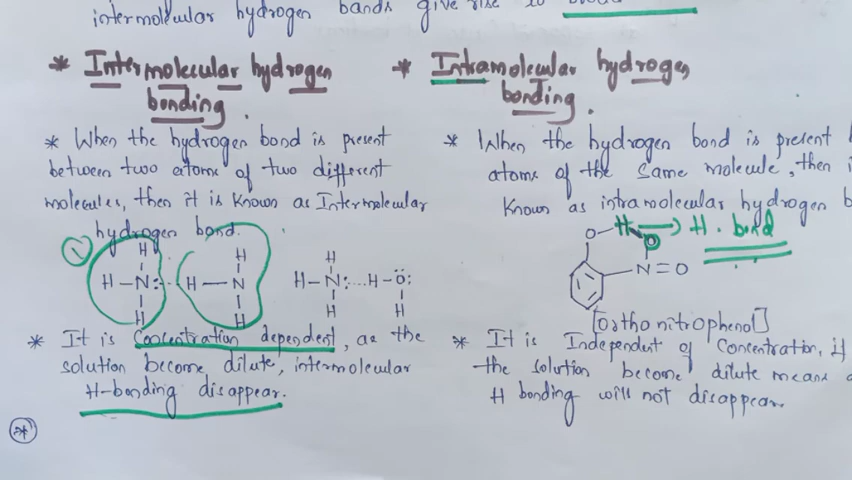 intermolecular hydrogen bands give rise to
* Intermolecular hydrogen bonding.
* When the hydrogen bond is present
between two atoms of two different
molecules, then it is known as Intermolecular
hydrogen bond.
1
H H
H-N:...H-N H-N:...H-Ö:
H H H H
* It is Concentration dependent, as the
solution become dilute, intermolecular
H-bonding disappear.
*
* Intramolecular hydrogen bonding.
* When the hydrogen bond is present
atoms of the same molecule, then
Known as intramolecular hydrogen
O H → H. bond
O
N=O
[Ortho nitrophenol]
* It is Independent of Concentration, if
the solution become dilute means
H bonding will not disappear.